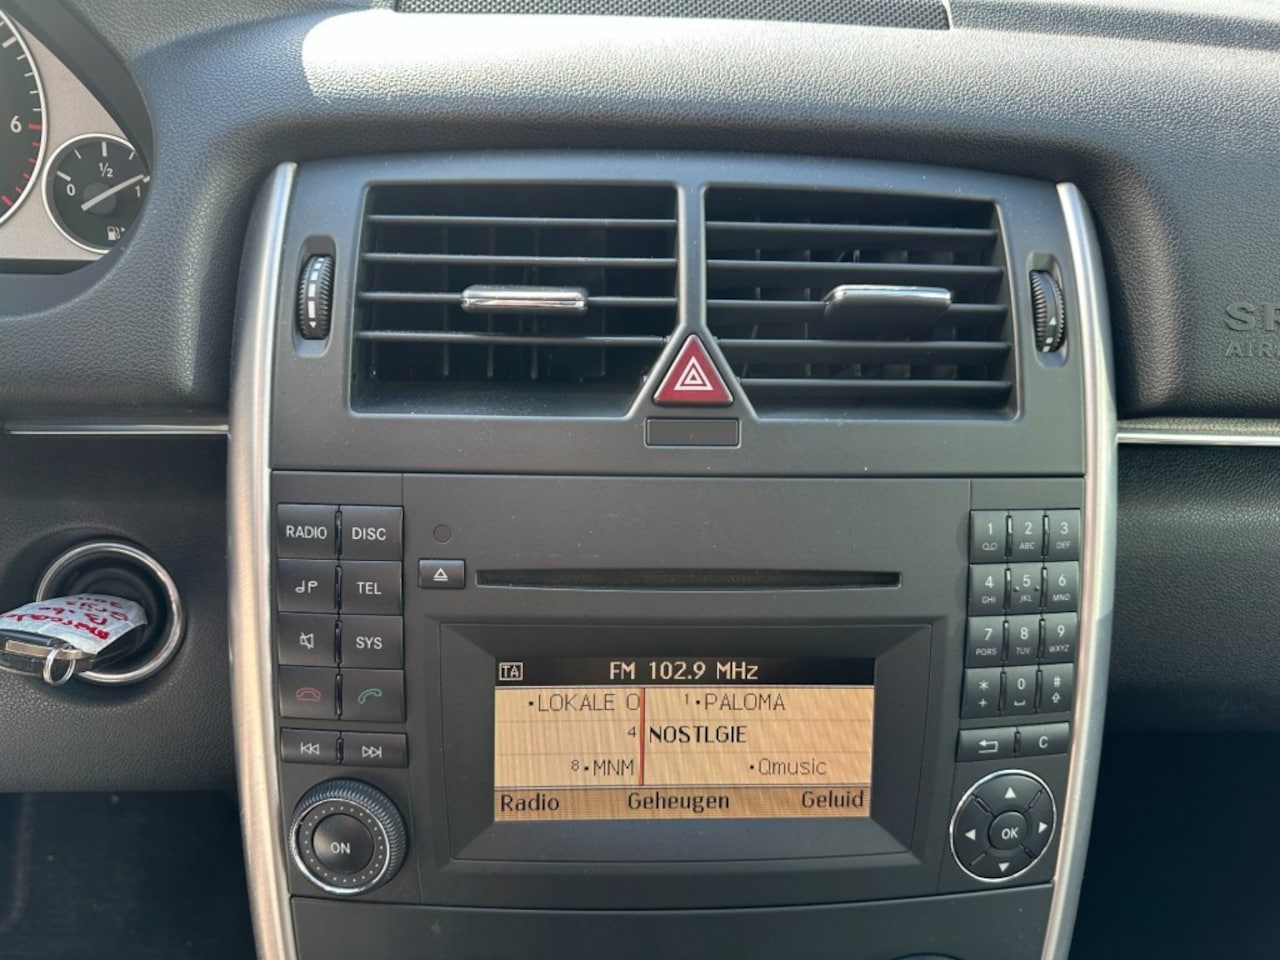 6
0 1/2 1
SR
AIR
RADIO DISC
TEL
SYS
ON
TA FM 102.9 MHz
•LOKALE O 1•PALOMA
4 NOSTLGIE
8•MNM •Qmusic
Radio Geheugen Geluid
1 2 3
ABC DEF
4 5 6
GHI JKL MNO
7 8 9
PQRS TUV WXYZ
* 0 #
+
C
OK